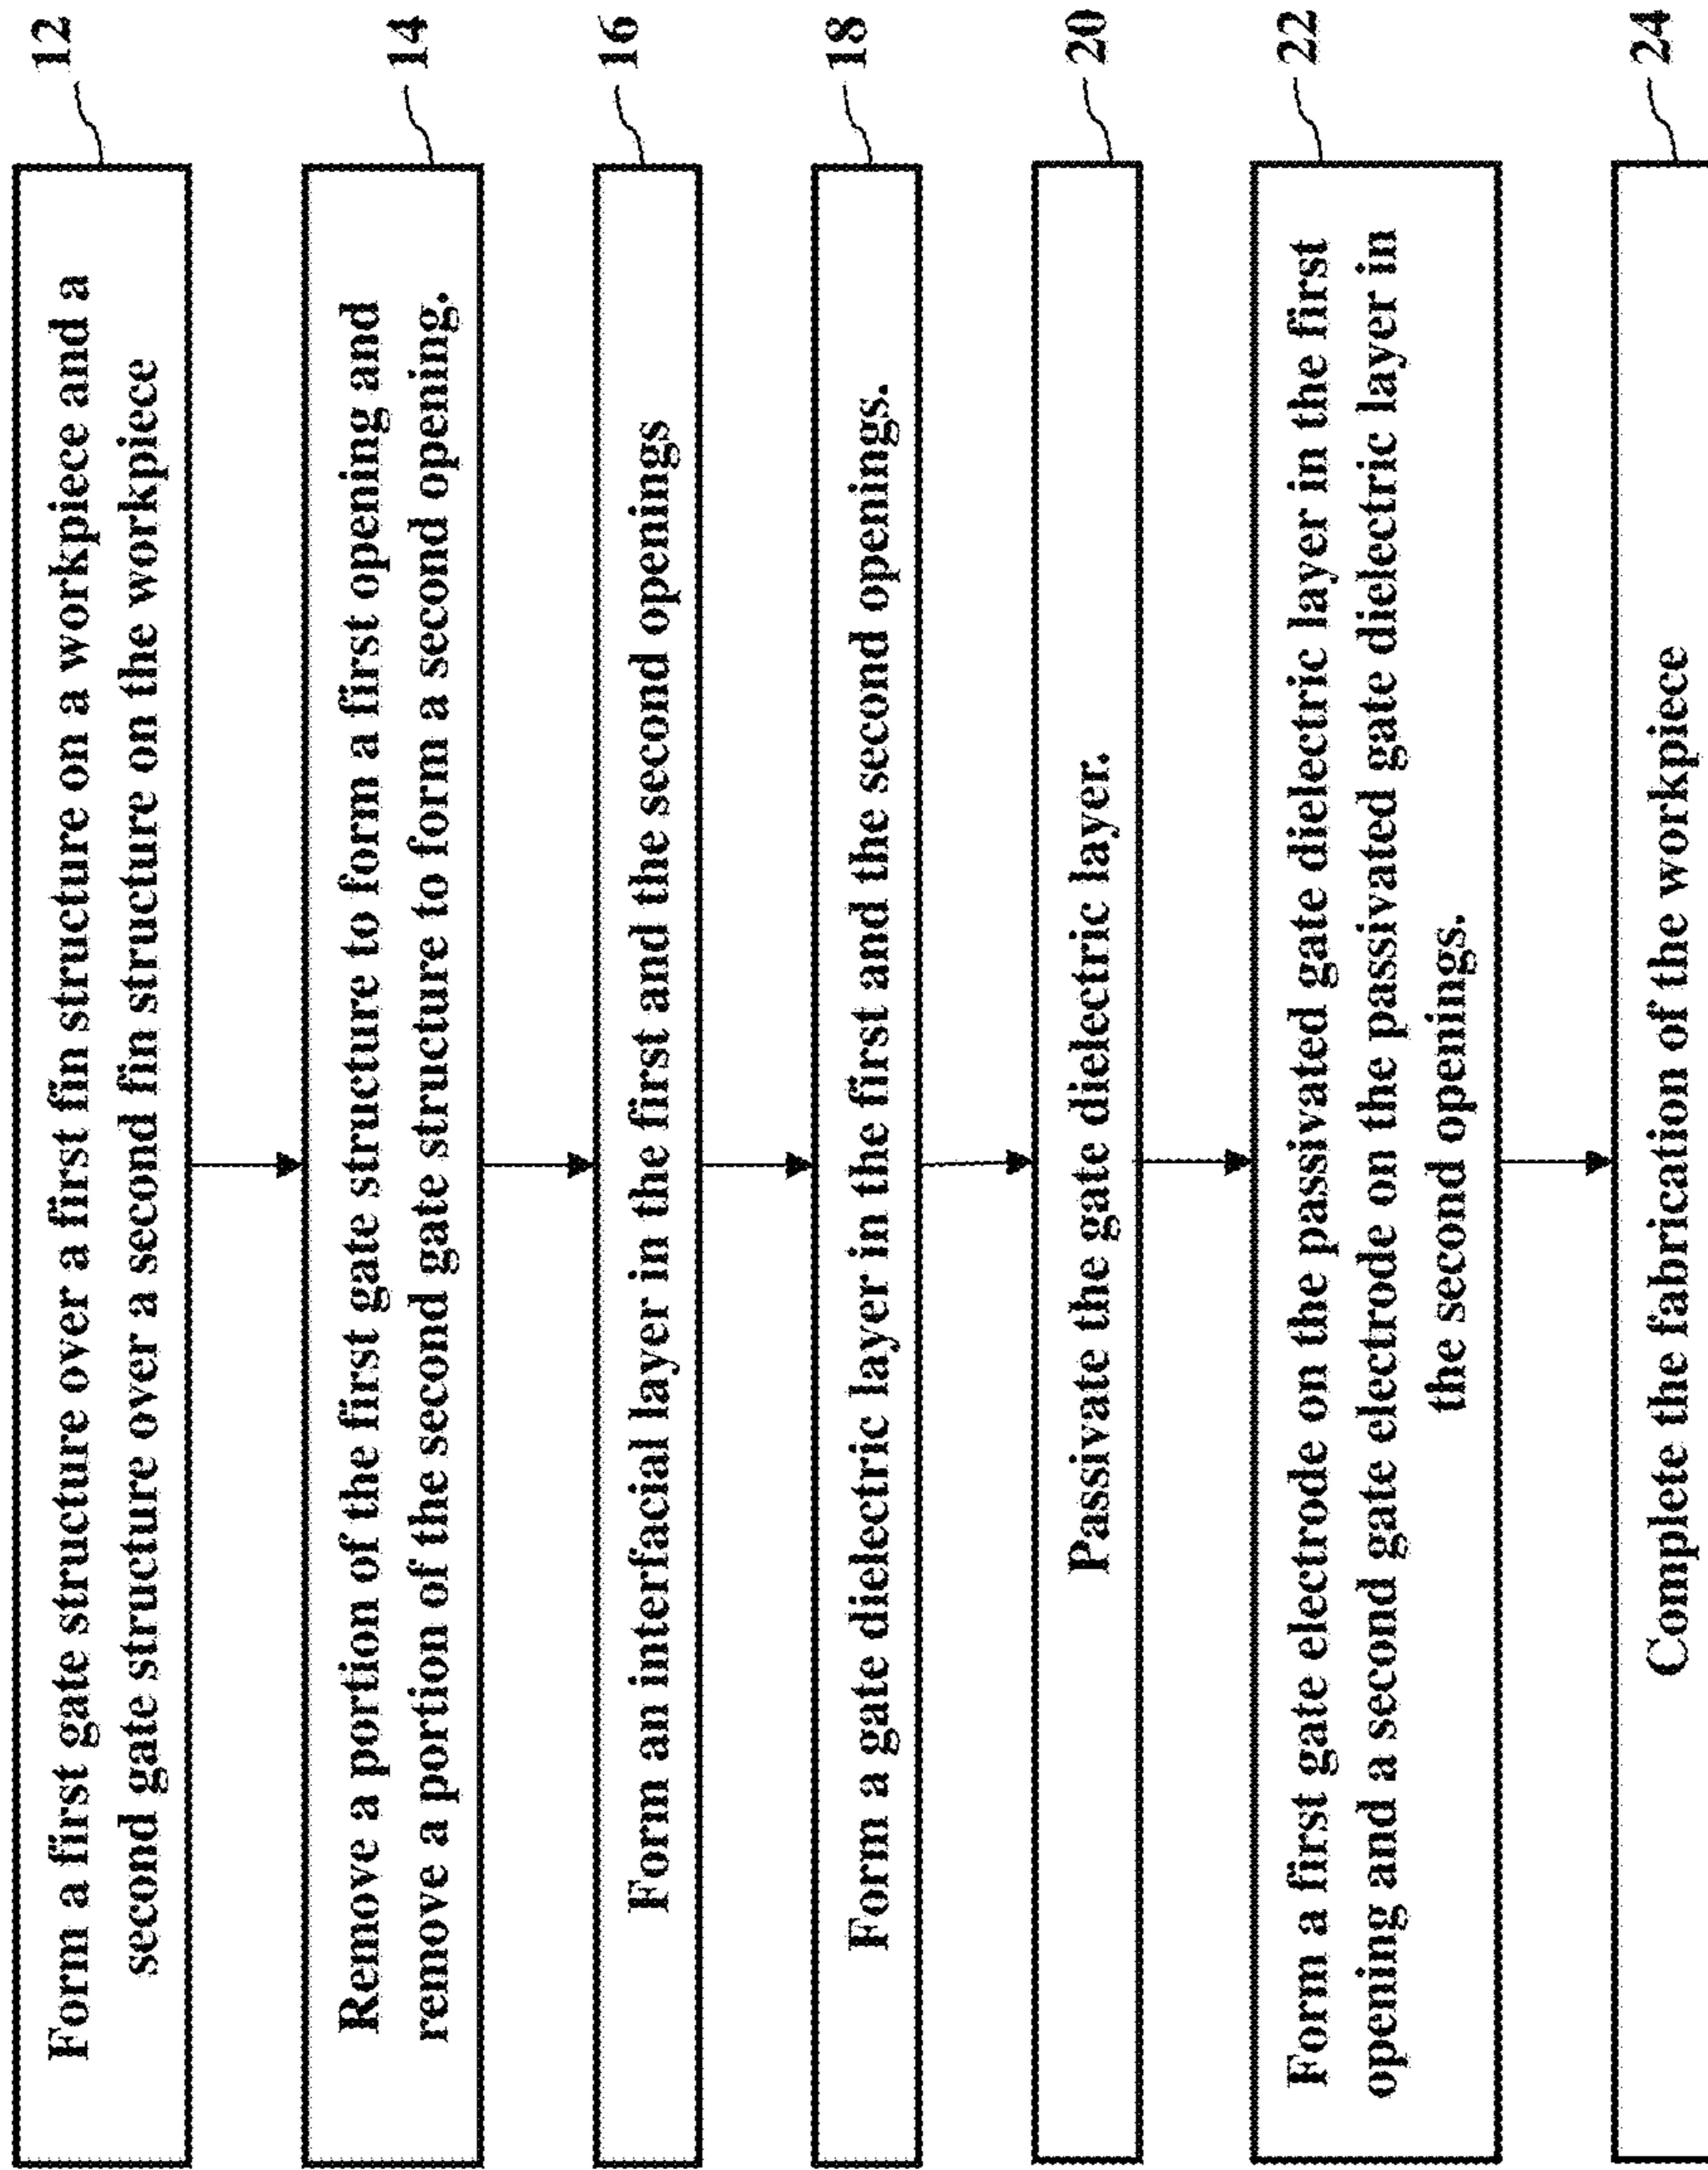 Form a first gate structure over a first fin structure on a workpiece and a
second gate structure over a second fin structure on the workpiece
12
Remove a portion of the first gate structure to form a first opening and
remove a portion of the second gate structure to form a second opening.
14
Form an interfacial layer in the first and the second openings
16
Form a gate dielectric layer in the first and the second openings.
18
Passivate the gate dielectric layer.
20
Form a first gate electrode on the passivated gate dielectric layer in the first
opening and a second gate electrode on the passivated gate dielectric layer in
the second openings.
22
Complete the fabrication of the workpiece
24